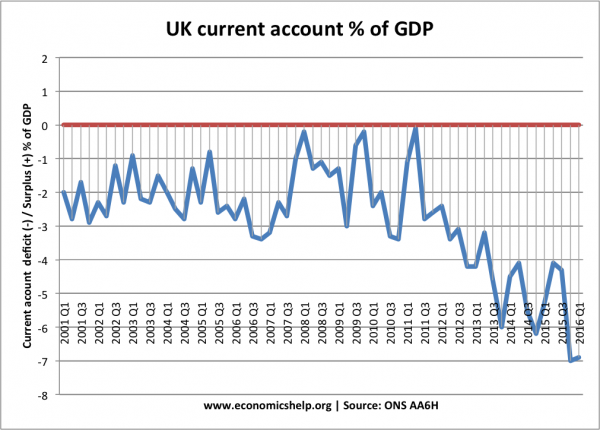 UK current account % of GDP
Current acount deficit (-) / Surplus (+) % of GDP
2
1
0
-1
-2
-3
-4
-5
-6
-7
-8
2001 Q1
2001 Q3
2002 Q1
2002 Q3
2003 Q1
2003 Q3
2004 Q1
2004 Q3
2005 Q1
2005 Q3
2006 Q1
2006 Q3
2007 Q1
2007 Q3
2008 Q1
2008 Q3
2009 Q1
2009 Q3
2010 Q1
2010 Q3
2011 Q1
2011 Q3
2012 Q1
2012 Q3
2013 Q1
2013 Q3
2014 Q1
2014 Q3
2015 Q1
2015 Q3
2016 Q1
www.economicshelp.org | Source: ONS AA6H